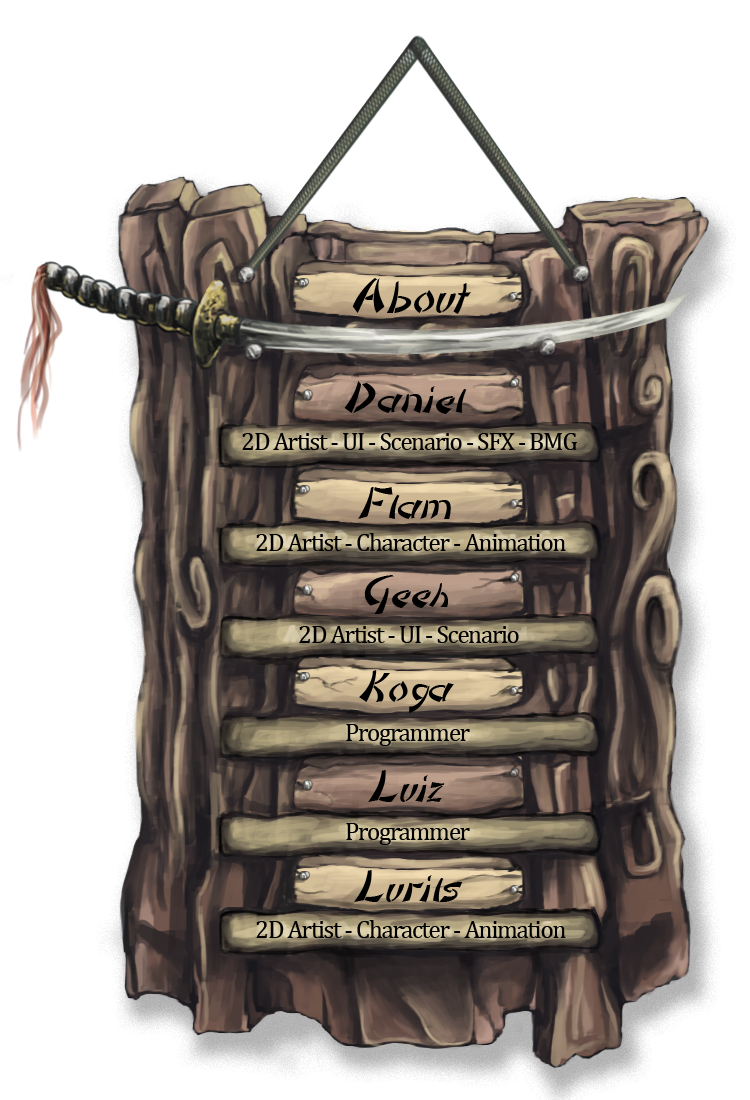 About
Daniel
2D Artist - UI - Scenario - SFX - BMG
Flam
2D Artist - Character - Animation
Geeh
2D Artist - UI - Scenario
Koga
Programmer
Luiz
Programmer
Lurits
2D Artist - Character - Animation